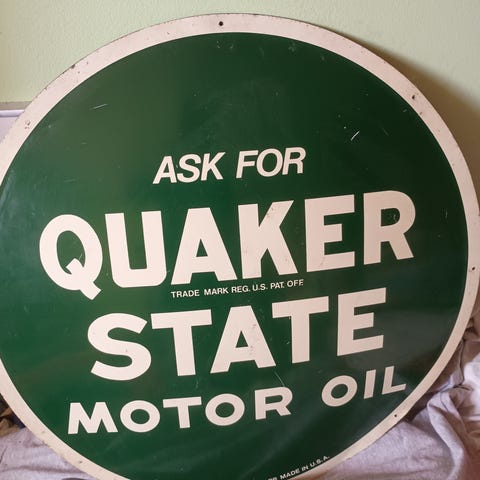 ASK FOR
QUAKER
TRADE MARK REG. U.S. PAT. OFF.
STATE
MOTOR OIL
MADE IN U.S.A.